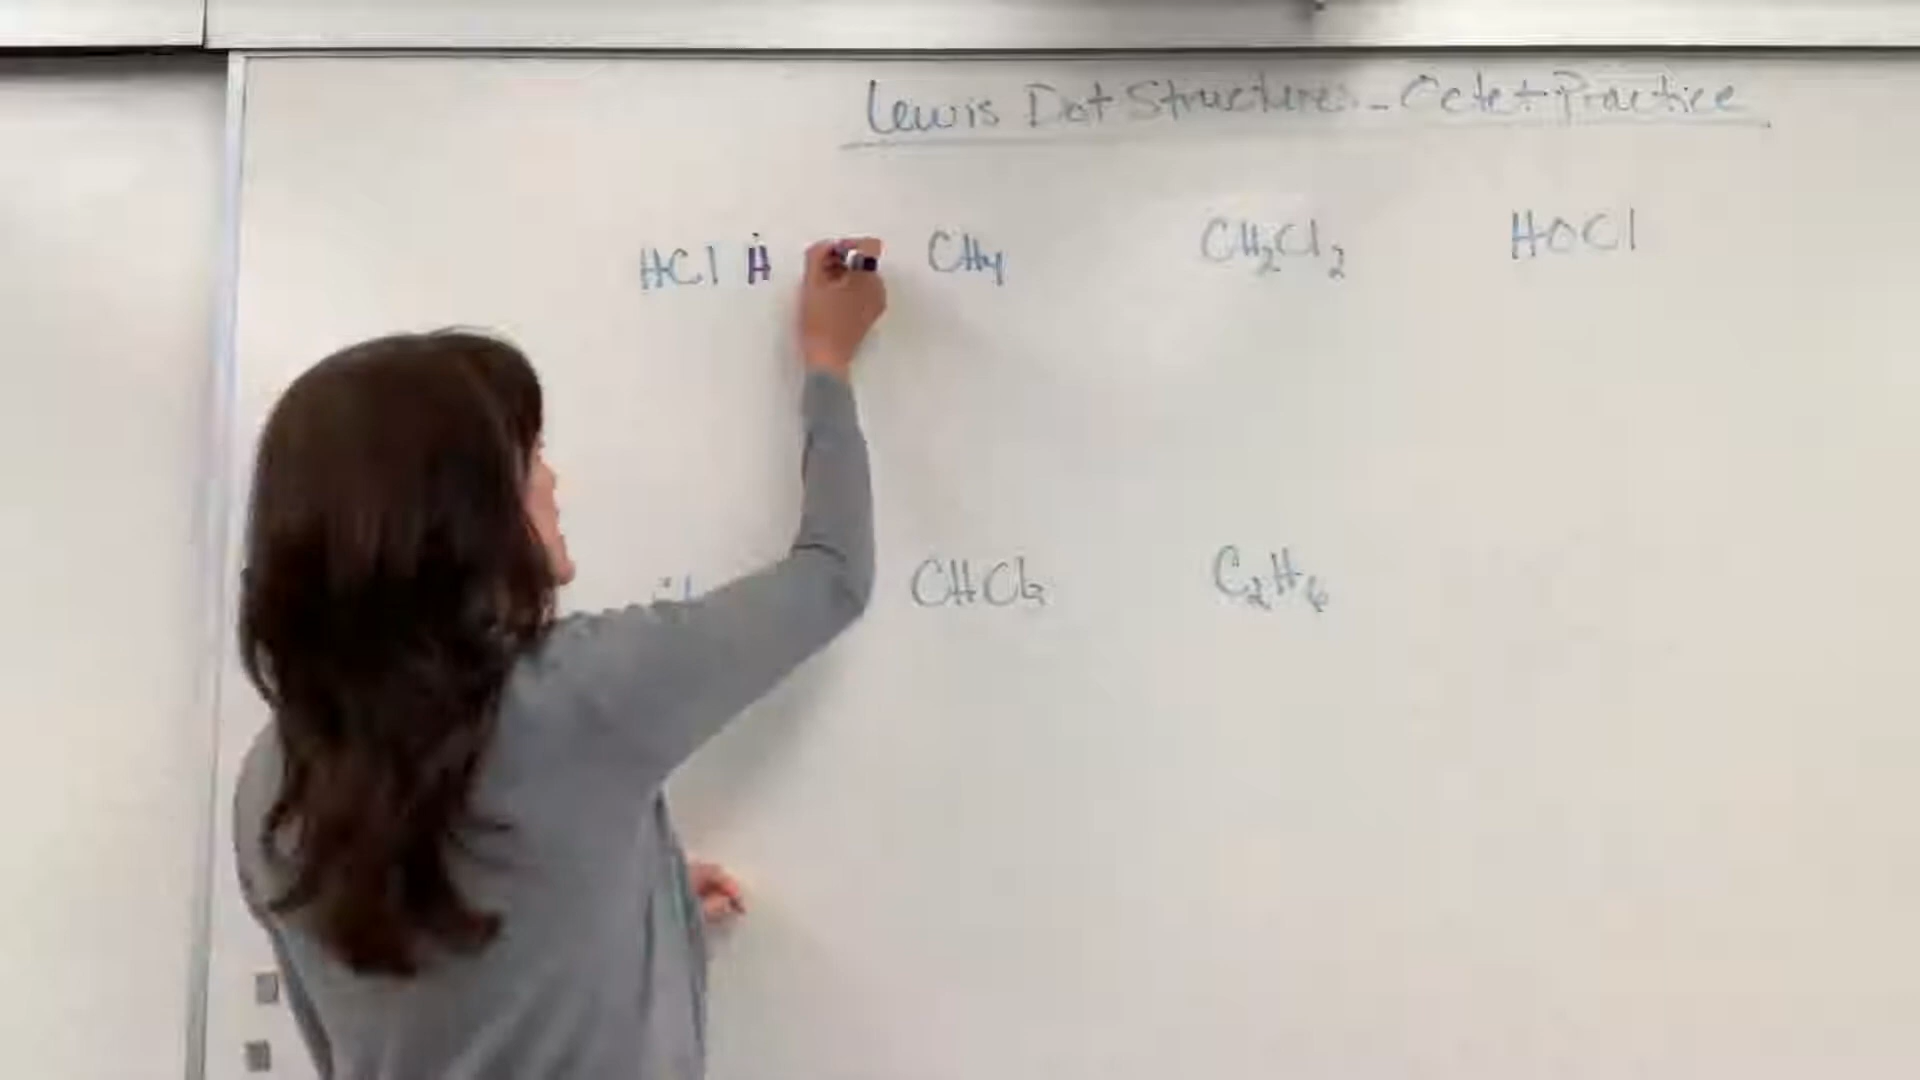 Lewis Dot Structures - Octet Practice
HCl H CH4 CH2Cl2 HOCl
CHCl3 C2H6